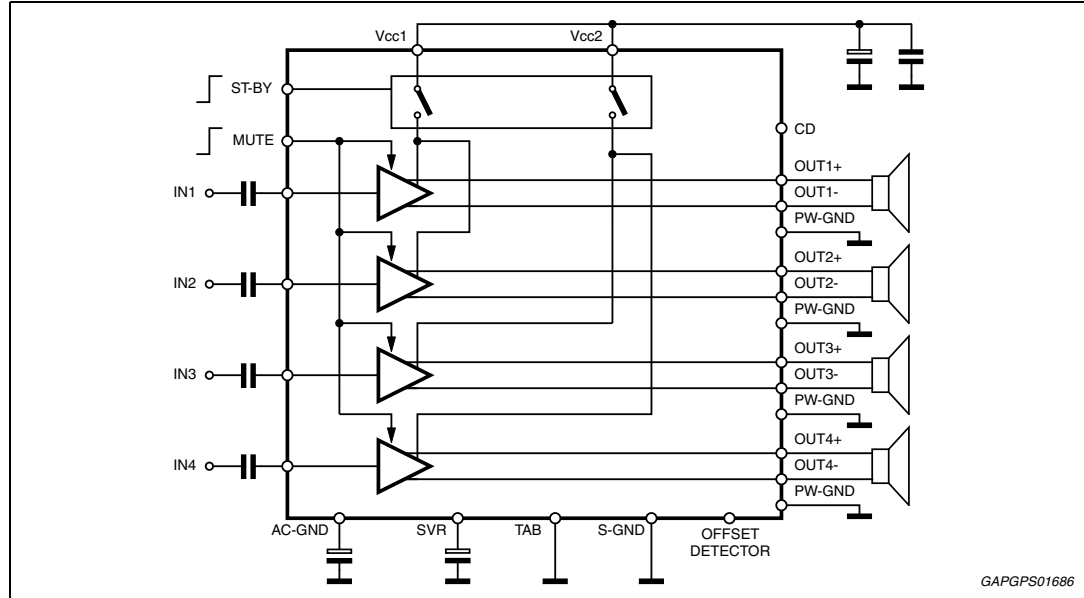 Vcc1
Vcc2
ST-BY
MUTE
CD
IN1
OUT1+
OUT1-
PW-GND
IN2
OUT2+
OUT2-
PW-GND
IN3
OUT3+
OUT3-
PW-GND
IN4
OUT4+
OUT4-
PW-GND
AC-GND
SVR
TAB
S-GND
OFFSET
DETECTOR
GAPGPS01686